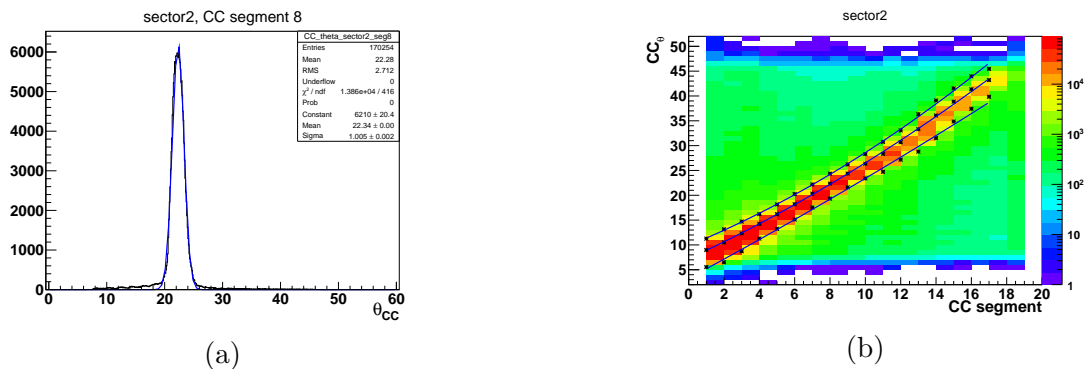 sector2, CC segment 8
CC_theta_sector2_seg8
Entries 170254
Mean 22.28
RMS 2.712
Underflow 0
χ² / ndf 1.386e+04 / 416
Prob 0
Constant 6210 ± 20.4
Mean 22.34 ± 0.00
Sigma 1.005 ± 0.002
6000
5000
4000
3000
2000
1000
0
0 10 20 30 40 50 60
θCC
(a)
sector2
CCθ
50
45
40
35
30
25
20
15
10
5
0 2 4 6 8 10 12 14 16 18 20
CC segment
10⁴
10³
10²
10
1
(b)